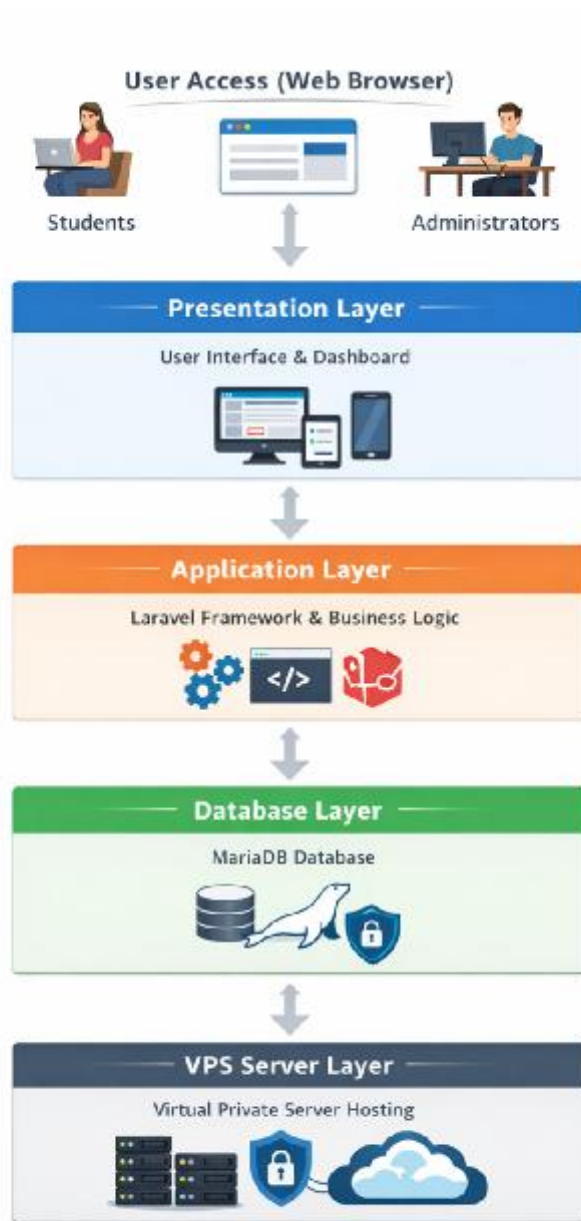 User Access (Web Browser)
Students
Administrators
Presentation Layer
User Interface & Dashboard
Application Layer
Laravel Framework & Business Logic
</>
Database Layer
MariaDB Database
VPS Server Layer
Virtual Private Server Hosting